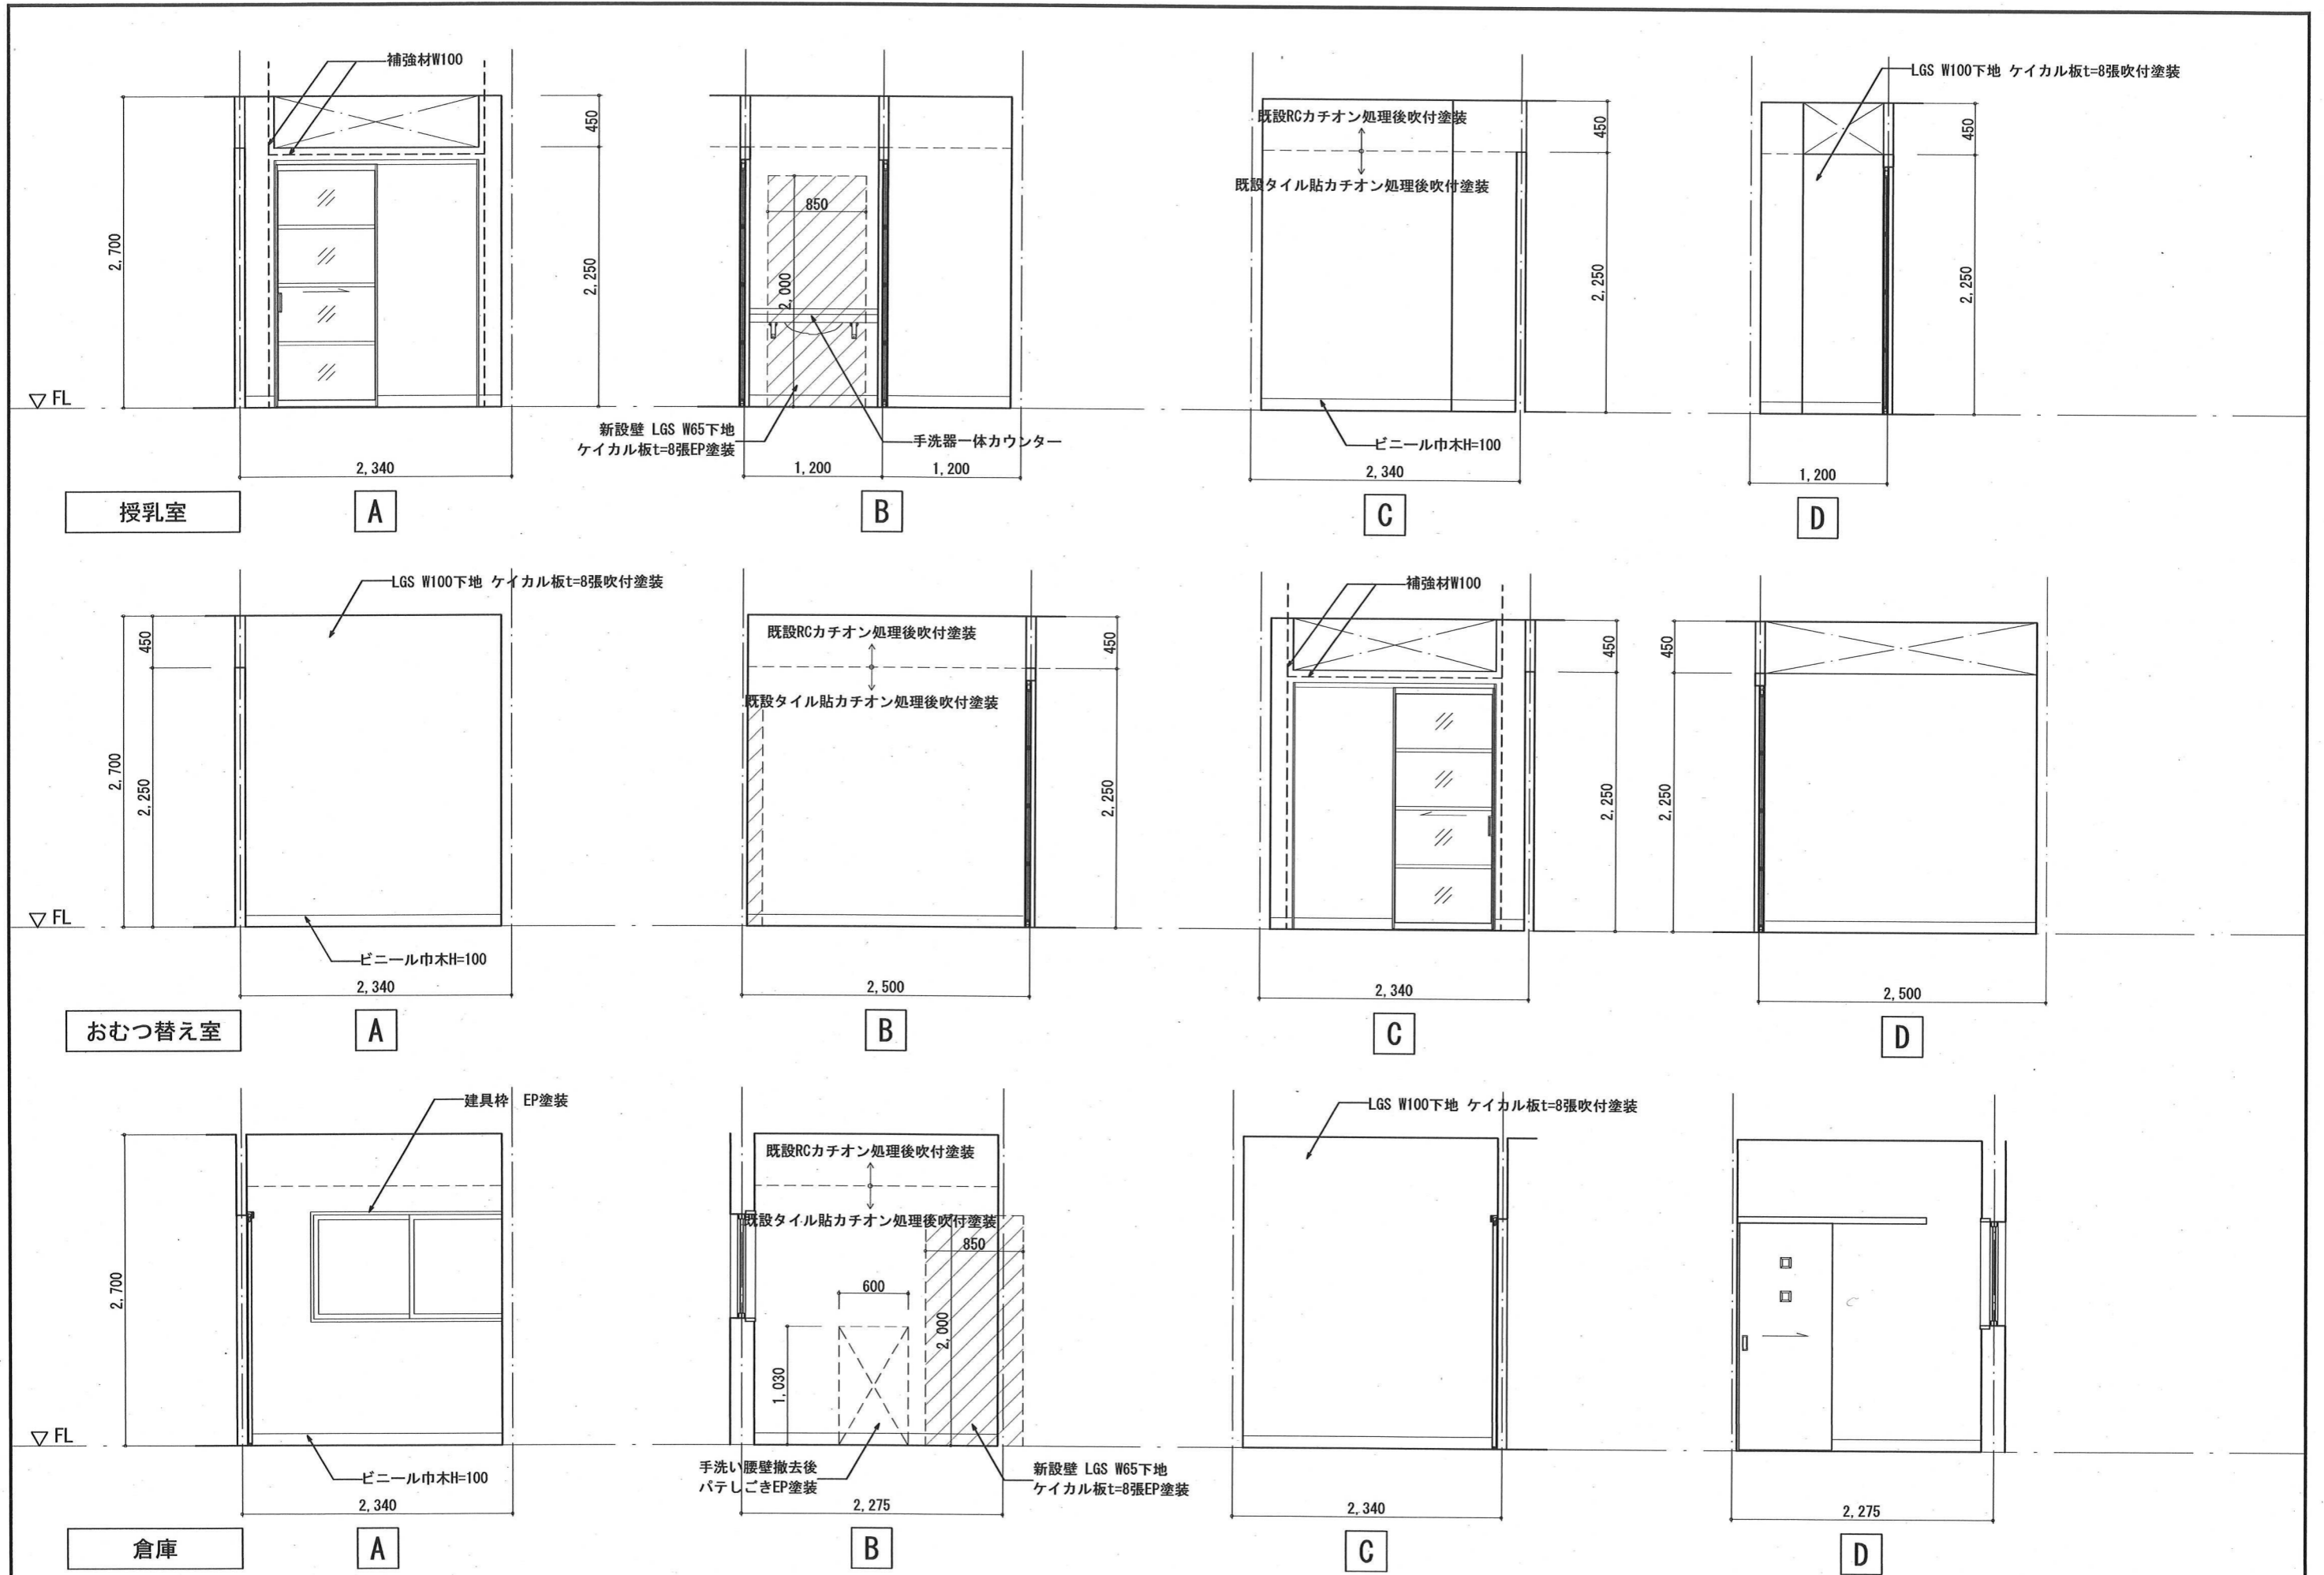 補強材W100
2,700
450
2,250
▽ FL
2,340
授乳室
A
850
2,000
新設壁 LGS W65下地
ケイカル板t=8張EP塗装
手洗器一体カウンター
1,200
1,200
B
既設RCカチオン処理後吹付塗装
既設タイル貼カチオン処理後吹付塗装
450
2,250
ビニール巾木H=100
2,340
C
LGS W100下地 ケイカル板t=8張吹付塗装
450
2,250
1,200
D
LGS W100下地 ケイカル板t=8張吹付塗装
450
2,700
2,250
▽ FL
ビニール巾木H=100
2,340
おむつ替え室
A
既設RCカチオン処理後吹付塗装
既設タイル貼カチオン処理後吹付塗装
450
2,250
2,500
B
補強材W100
450
2,250
2,340
C
450
2,250
2,500
D
建具枠 EP塗装
2,700
▽ FL
ビニール巾木H=100
2,340
倉庫
A
既設RCカチオン処理後吹付塗装
既設タイル貼カチオン処理後吹付塗装
850
600
2,000
1,030
手洗い腰壁撤去後
パテしごきEP塗装
新設壁 LGS W65下地
ケイカル板t=8張EP塗装
2,275
B
LGS W100下地 ケイカル板t=8張吹付塗装
2,340
C
2,275
D